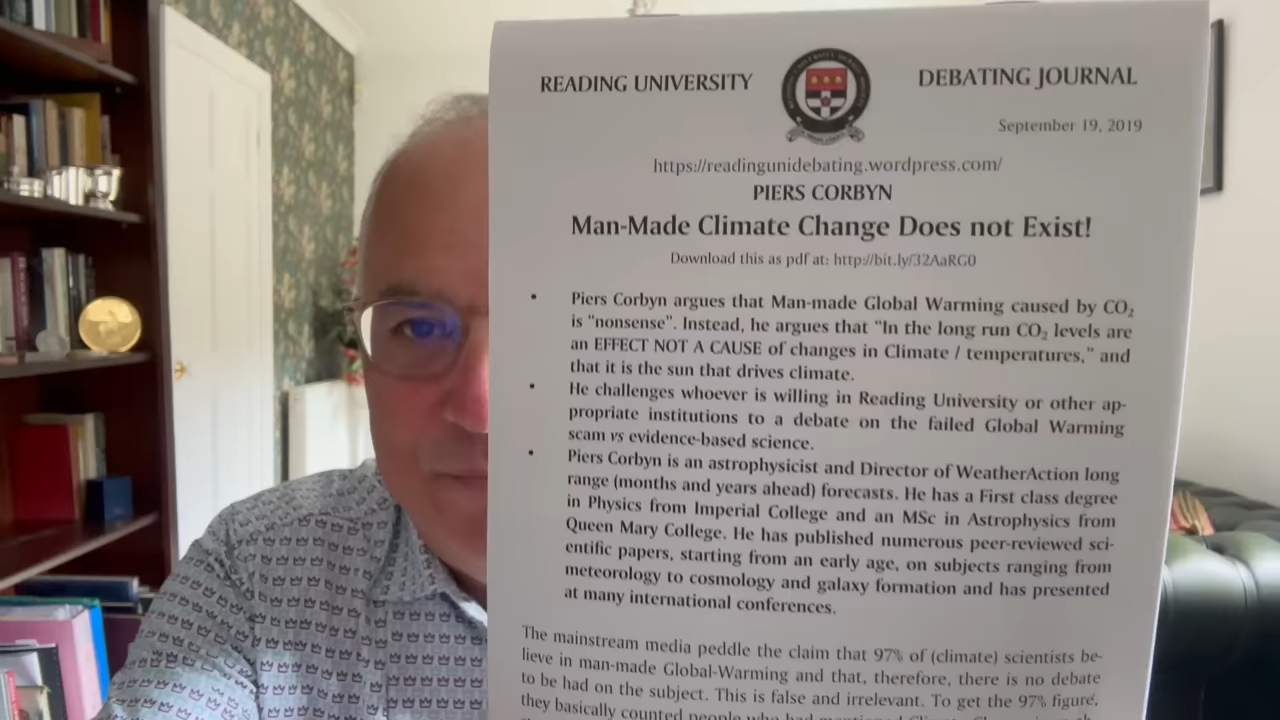 READING UNIVERSITY
DEBATING JOURNAL
September 19, 2019
https://readingunidebating.wordpress.com/
PIERS CORBYN
Man-Made Climate Change Does not Exist!
Download this as pdf at: http://bit.ly/32AaRG0
• Piers Corbyn argues that Man-made Global Warming caused by CO₂
is "nonsense". Instead, he argues that "In the long run CO₂ levels are
an EFFECT NOT A CAUSE of changes in Climate / temperatures," and
that it is the sun that drives climate.
• He challenges whoever is willing in Reading University or other ap-
propriate institutions to a debate on the failed Global Warming
scam vs evidence-based science.
• Piers Corbyn is an astrophysicist and Director of WeatherAction long
range (months and years ahead) forecasts. He has a First class degree
in Physics from Imperial College and an MSc in Astrophysics from
Queen Mary College. He has published numerous peer-reviewed sci-
entific papers, starting from an early age, on subjects ranging from
meteorology to cosmology and galaxy formation and has presented
at many international conferences.
The mainstream media peddle the claim that 97% of (climate) scientists be-
lieve in man-made Global-Warming and that, therefore, there is no debate
to be had on the subject. This is false and irrelevant. To get the 97% figure,
they basically counted people who had mentioned Climate Change